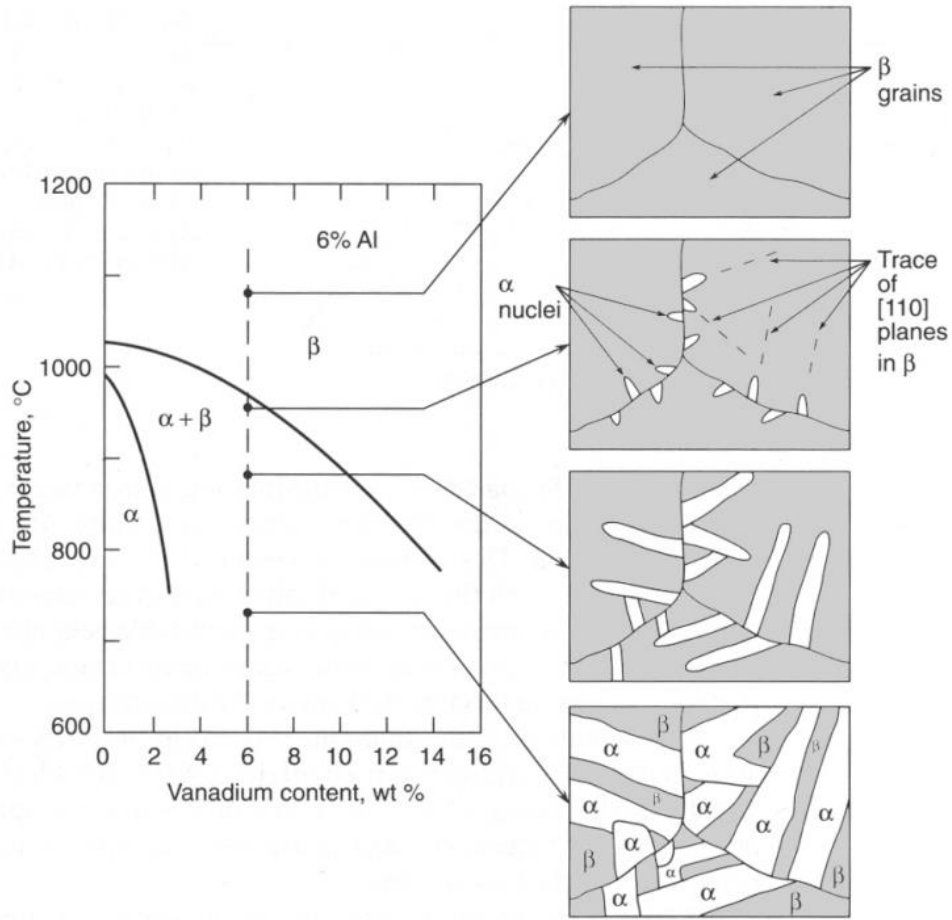 β
grains
1200
6% Al
Trace
of
[110]
planes
in β
α
nuclei
β
1000
α + β
Temperature, °C
α
800
600
0 2 4 6 8 10 12 14 16
Vanadium content, wt %
β β β
α α
β
α β α α
α α
β α α β
α α β